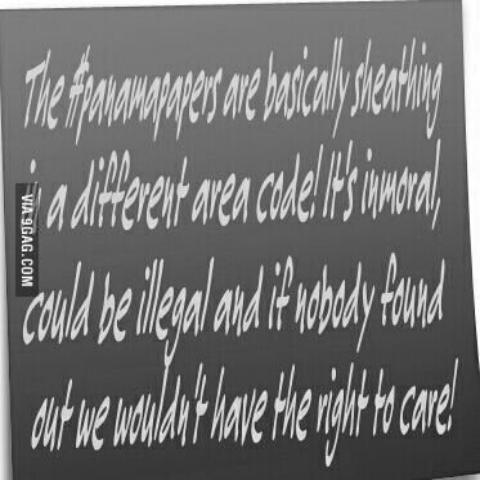 The #panamapapers are basically sheathing
in a different area code! It's inmoral,
could be illegal and if nobody found
out we wouldn't have the right to care!
VIA 9GAG.COM